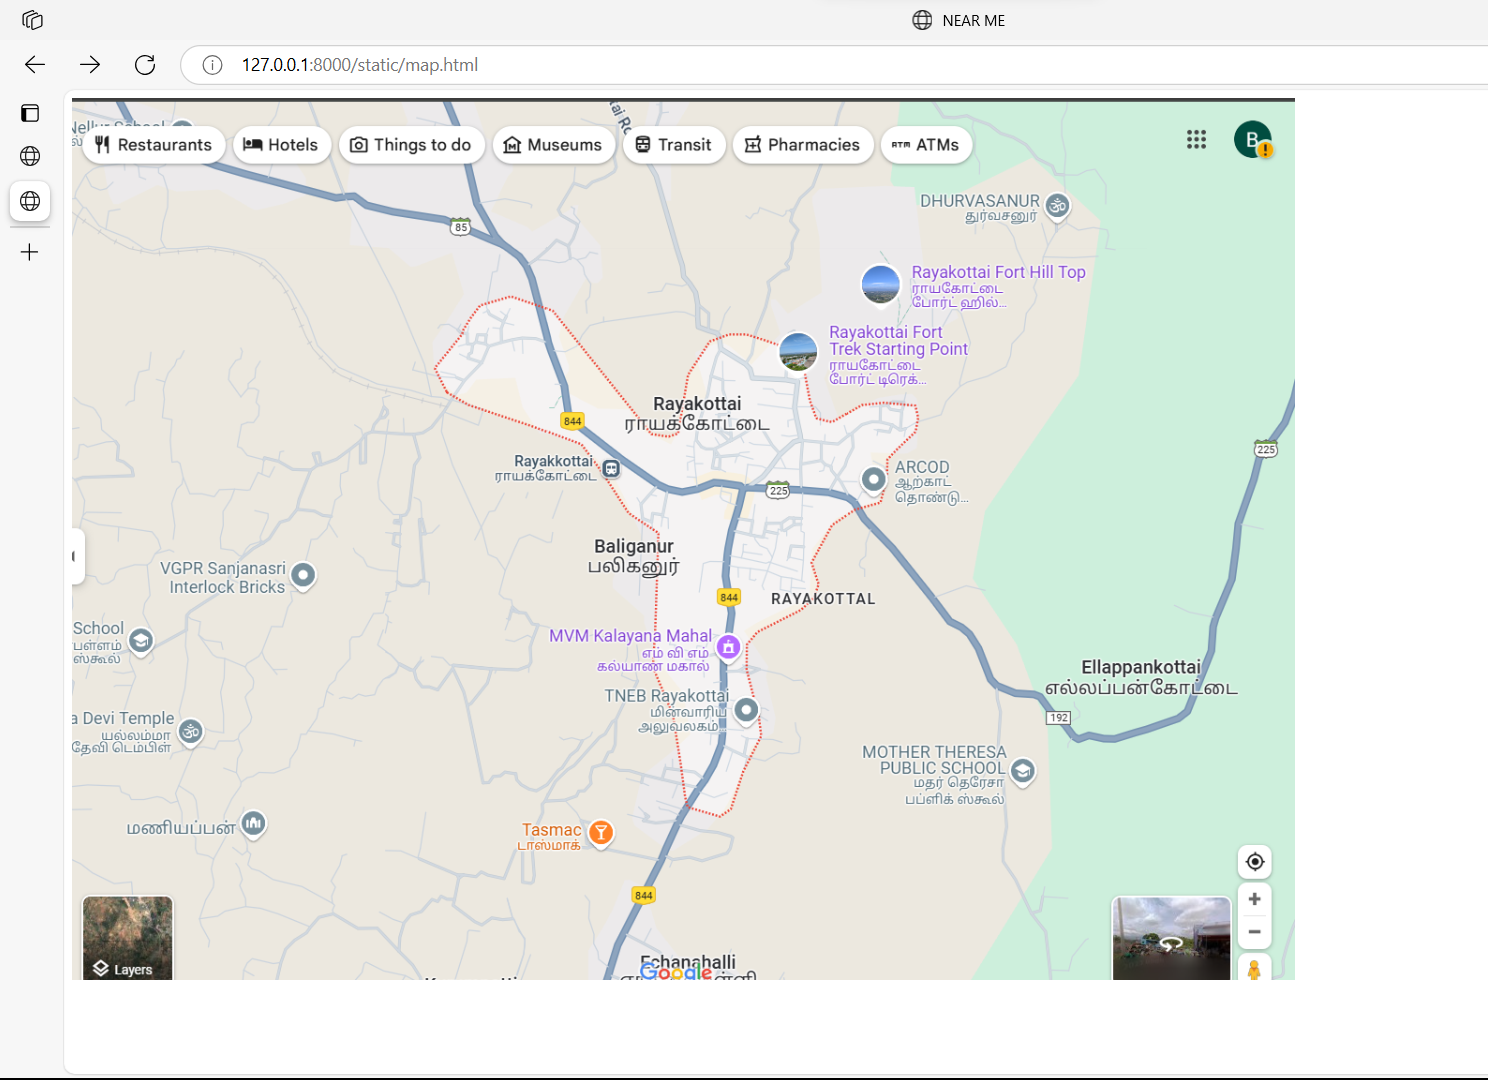 NEAR ME
127.0.0.1:8000/static/map.html
Nellur School
Restaurants
Hotels
Things to do
Museums
Transit
Pharmacies
ATM ATMs
B
85
DHURVASANUR
துர்வசனுர்
Rayakottai Fort Hill Top
ராயகோட்டை
போர்ட் ஹில்...
Rayakottai Fort
Trek Starting Point
ராயகோட்டை
போர்ட் டிரெக்...
Rayakottai
ராயக்கோட்டை
844
225
Rayakkottai
ராயக்கோட்டை
ARCOD
ஆற்காட்
தொண்டு...
225
Baliganur
பலிகனுர்
VGPR Sanjanasri
Interlock Bricks
844
RAYAKOTTAL
School
பள்ளம்
ஸ்கூல்
MVM Kalayana Mahal
எம் வி எம்
கல்யாண மகால்
Ellappankottai
எல்லப்பன்கோட்டை
TNEB Rayakottai
மின்வாரிய
அலுவலகம்
192
a Devi Temple
யல்லம்மா
தேவி டெம்பிள்
MOTHER THERESA
PUBLIC SCHOOL
மதர் தெரேசா
பப்ளிக் ஸ்கூல்
மணியப்பன்
Tasmac
டாஸ்மாக்
844
Layers
Echanahalli
Google